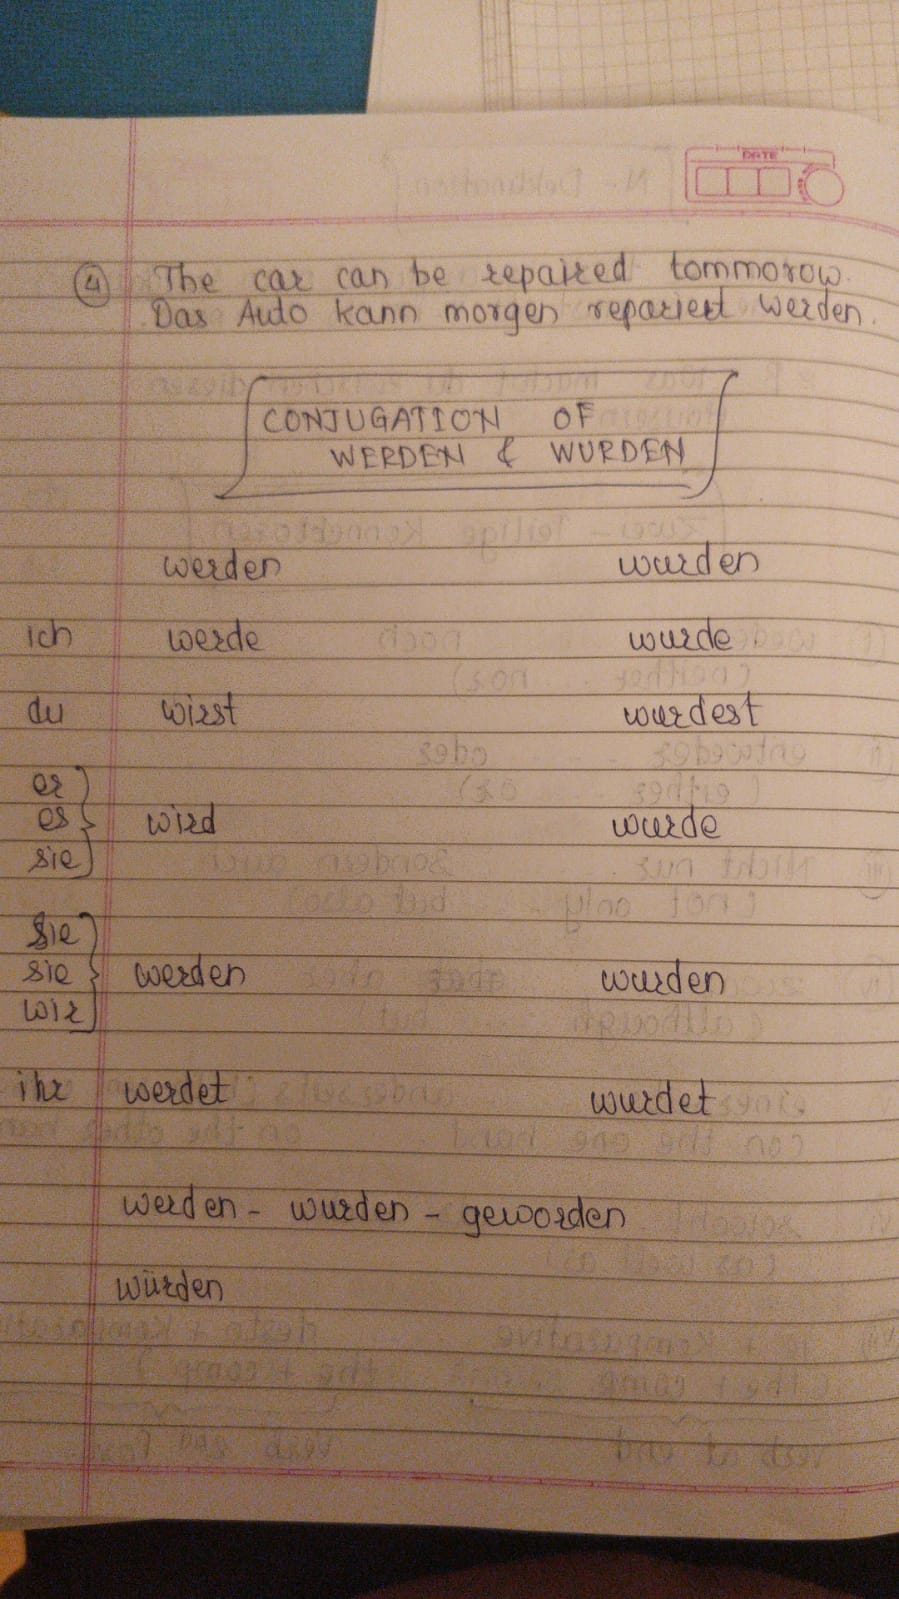 DATE
④ The car can be repaired tommorow.
Das Auto kann morgen repariert werden.
CONJUGATION OF
WERDEN & WURDEN
werden wurden
ich werde wurde
du wirst wurdest
er
es wird wurde
sie
Sie
sie werden wurden
wir
ihr werdet wurdet
werden - wurden - geworden
würden